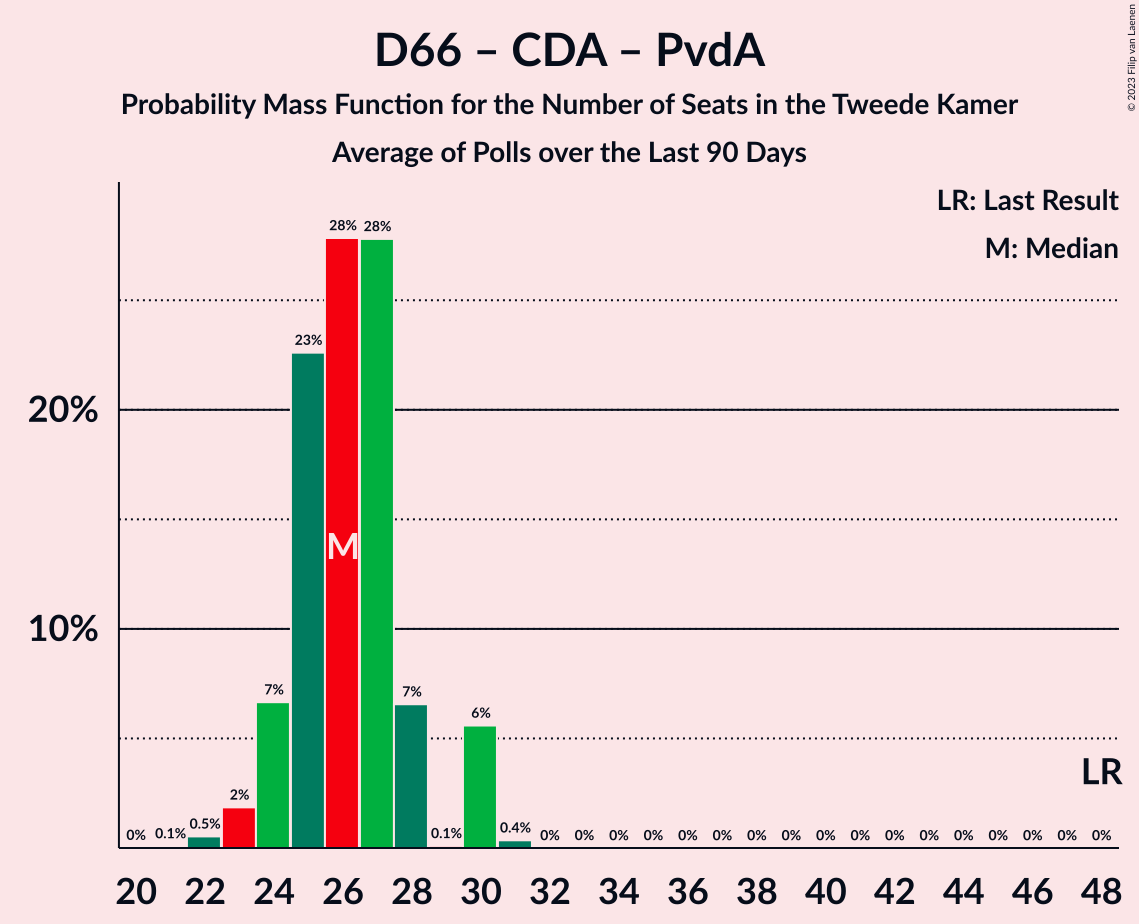 D66 – CDA – PvdA
Probability Mass Function for the Number of Seats in the Tweede Kamer
Average of Polls over the Last 90 Days
© 2023 Filip van Laenen
LR: Last Result
M: Median
28% 28%
23%
20%
M
10%
7% 7% 6%
LR
0% 0.1% 0.5% 2% 0.1% 0.4% 0% 0% 0% 0% 0% 0% 0% 0% 0% 0% 0% 0% 0% 0% 0% 0% 0%
20 22 24 26 28 30 32 34 36 38 40 42 44 46 48